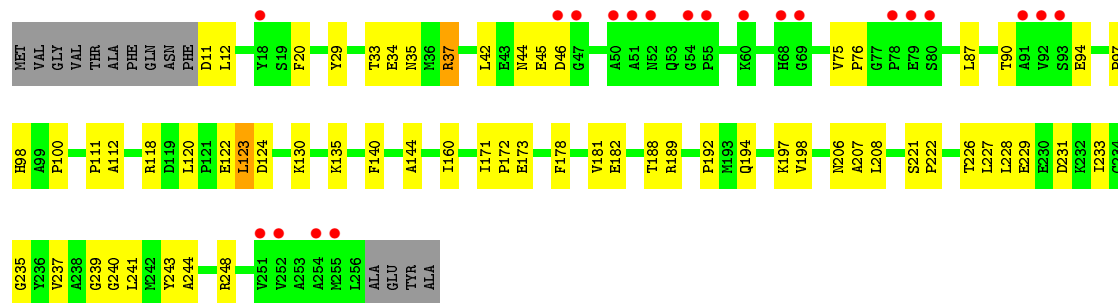 MET VAL GLY VAL THR ALA PHE GLN ASN PHE D11 L12 Y18 S19 F20 Y29 T33 E34 N35 M36 R37 L42 E43 N44 E45 D46 G47 A50 A51 N52 Q53 G54 P55 K60 H68 G69 V75 P76 G77 P78 E79 S80 L87 T90 A91 V92 S93 E94 P97
H98 A99 P100 P111 A112 R118 D119 L120 P121 E122 L123 D124 K130 K135 F140 A144 I160 I171 P172 E173 F178 V181 E182 T188 R189 P192 M193 Q194 K197 V198 N206 A207 L208 S221 P222 T226 L227 L228 E229 E230 D231 K232 I233 G234
G235 Y236 V237 A238 G239 G240 L241 M242 Y243 A244 R248 V251 V252 A253 A254 M255 L256 ALA GLU TYR ALA